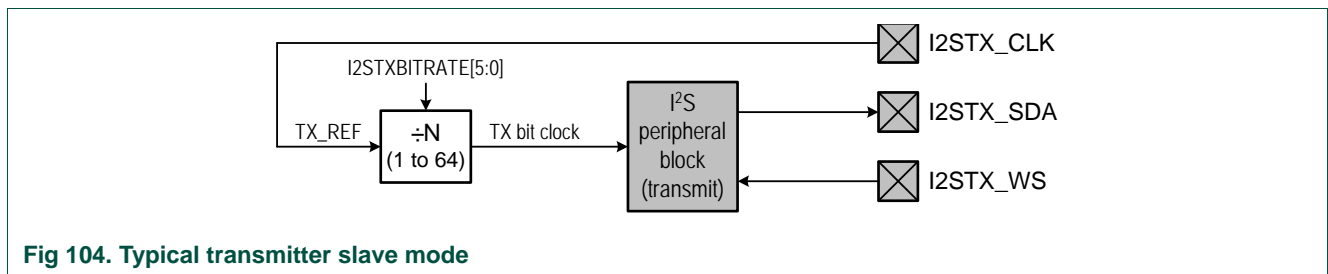 I2STX_CLK
I2STXBITRATE[5:0]
TX_REF
÷N
(1 to 64)
TX bit clock
I²S
peripheral
block
(transmit)
I2STX_SDA
I2STX_WS
Fig 104. Typical transmitter slave mode